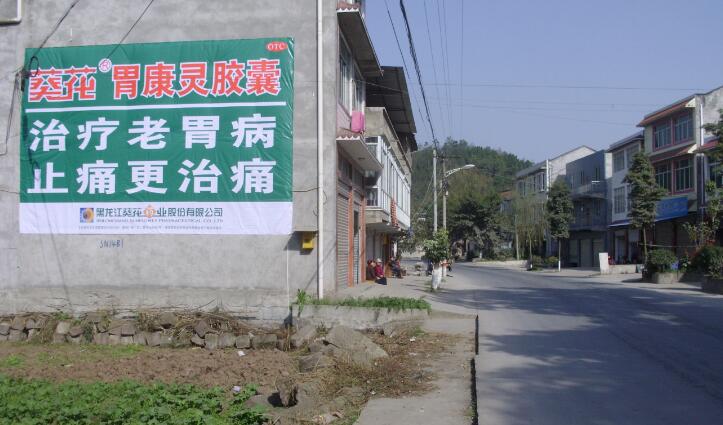 OTC
葵花 胃康灵胶囊
治疗老胃病
止痛更治痛
黑龙江葵花药业股份有限公司